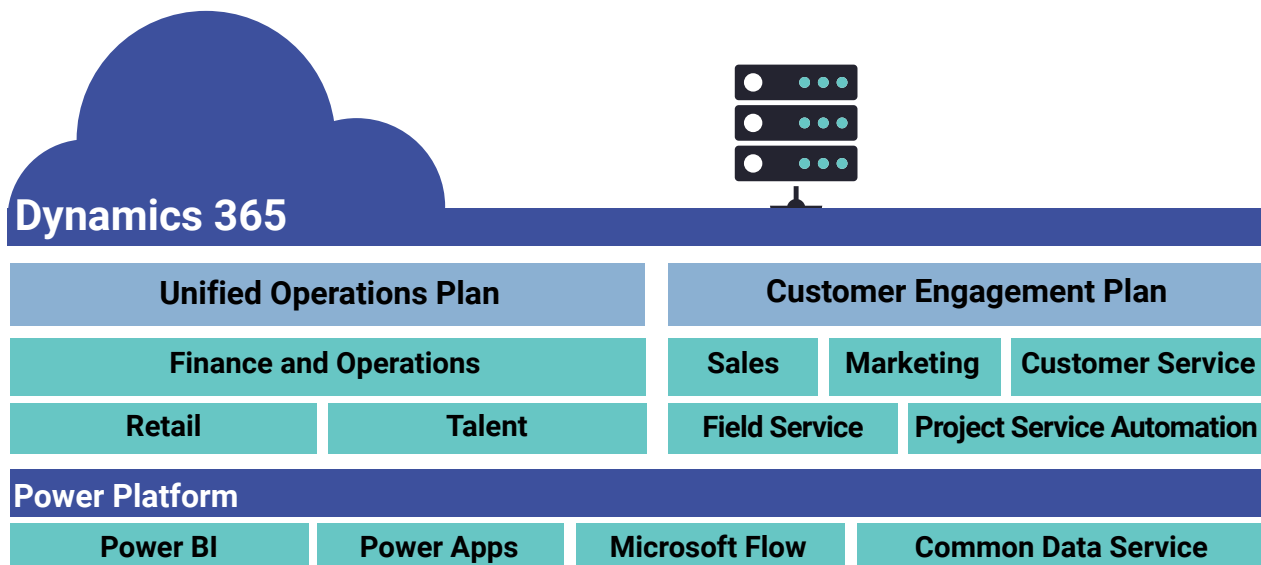 Dynamics 365
Unified Operations Plan
Customer Engagement Plan
Finance and Operations
Sales
Marketing
Customer Service
Retail
Talent
Field Service
Project Service Automation
Power Platform
Power BI
Power Apps
Microsoft Flow
Common Data Service